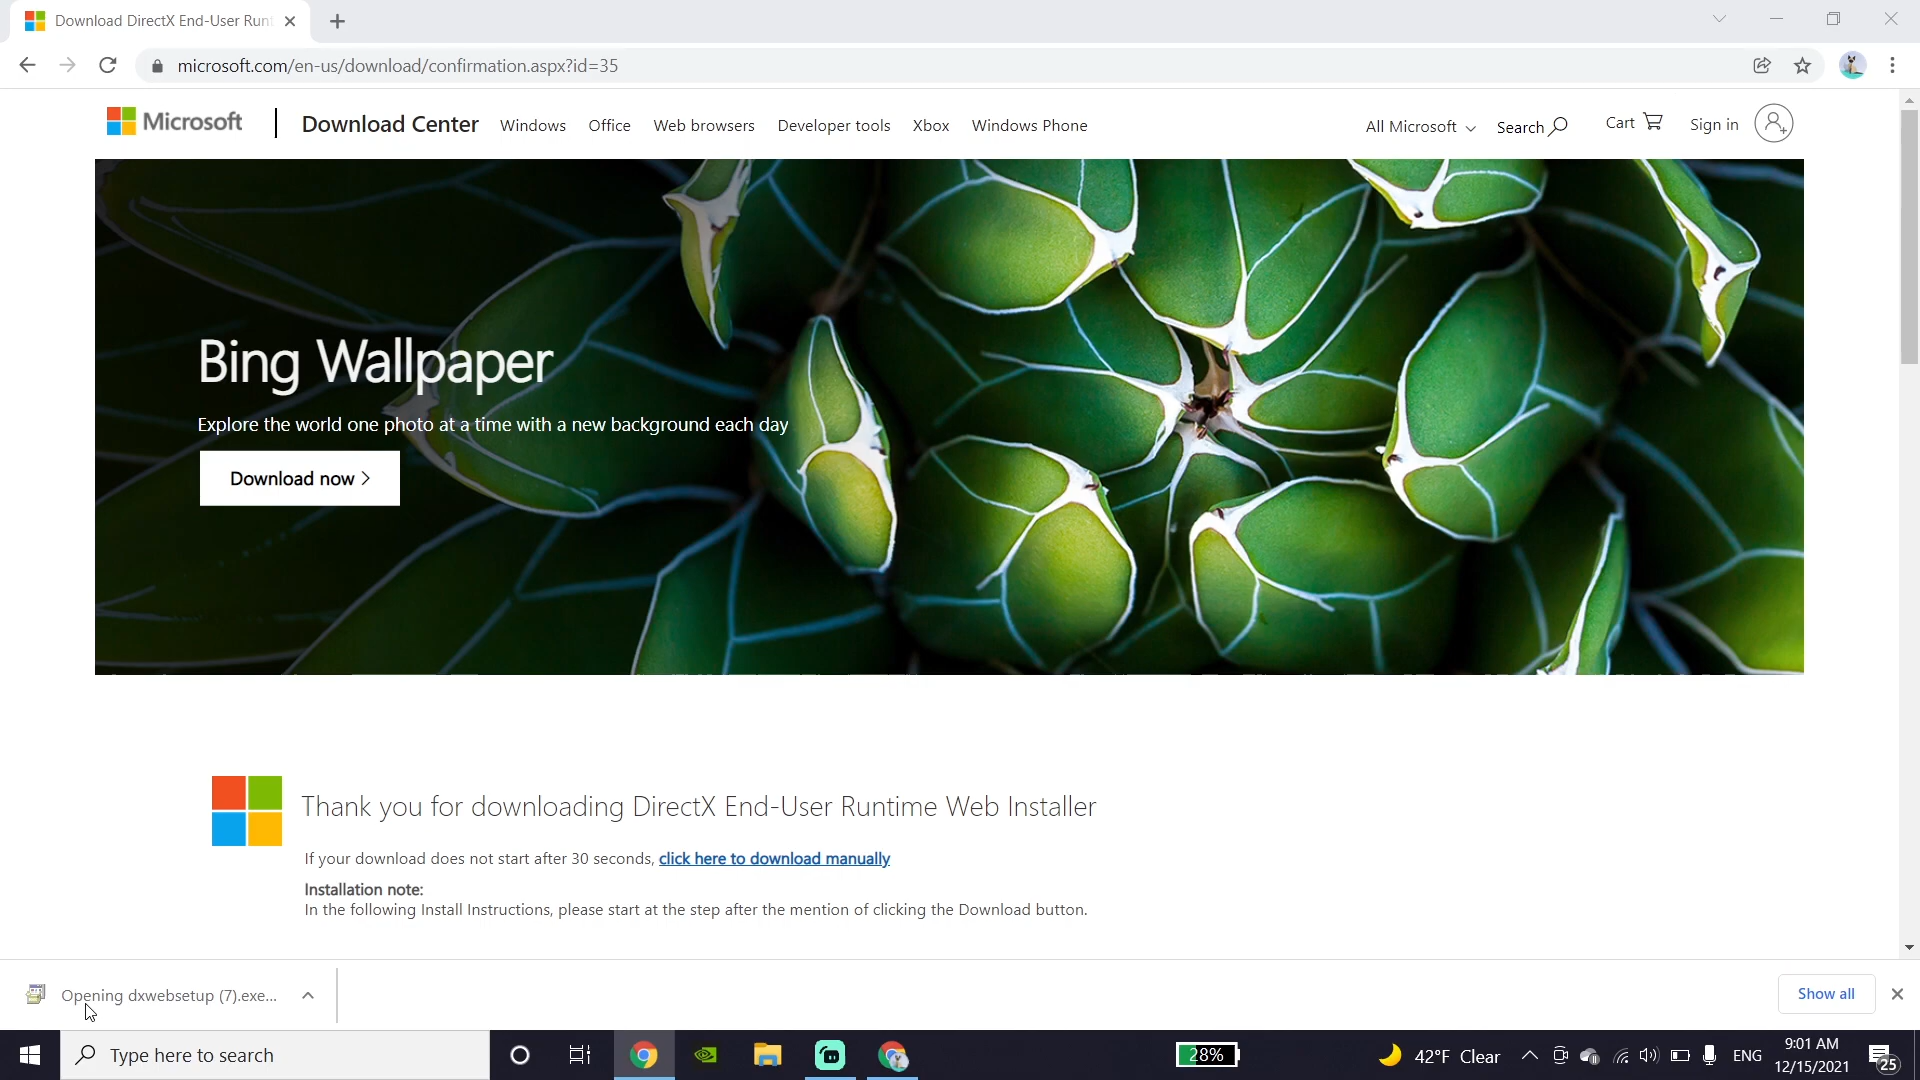 Download DirectX End-User Runt
microsoft.com/en-us/download/confirmation.aspx?id=35
Microsoft
Download Center
Windows
Office
Web browsers
Developer tools
Xbox
Windows Phone
All Microsoft
Search
Cart
Sign in
Bing Wallpaper
Explore the world one photo at a time with a new background each day
Download now >
Thank you for downloading DirectX End-User Runtime Web Installer
If your download does not start after 30 seconds, click here to download manually
Installation note:
In the following Install Instructions, please start at the step after the mention of clicking the Download button.
Opening dxwebsetup (7).exe...
Show all
Type here to search
28%
42°F Clear
ENG
9:01 AM
12/15/2021
25